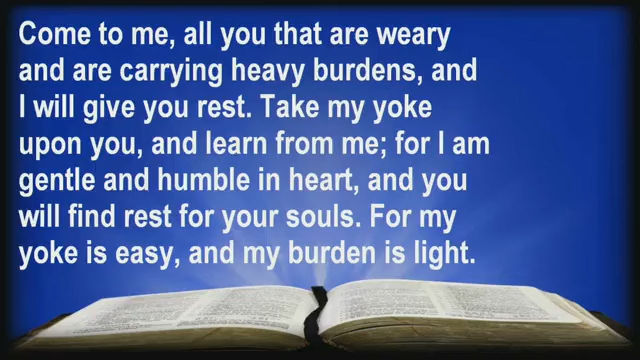 Come to me, all you that are weary
and are carrying heavy burdens, and
I will give you rest. Take my yoke
upon you, and learn from me; for I am
gentle and humble in heart, and you
will find rest for your souls. For my
yoke is easy, and my burden is light.